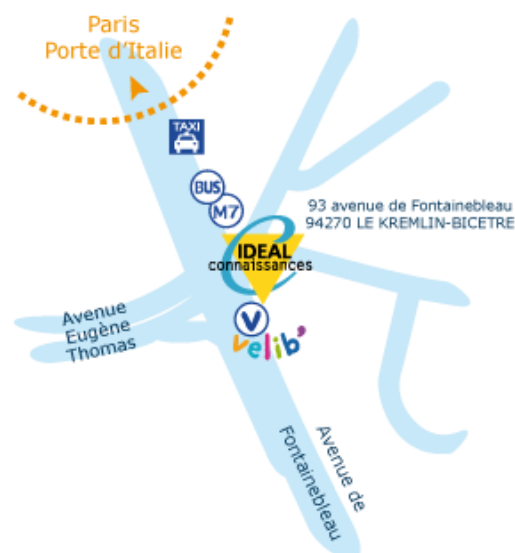 Paris
Porte d'Italie
TAXI
BUS
M7
93 avenue de Fontainebleau
94270 LE KREMLIN-BICETRE
IDEAL
connaissances
Avenue
Eugène
Thomas
V
velib'
Avenue de
Fontainebleau